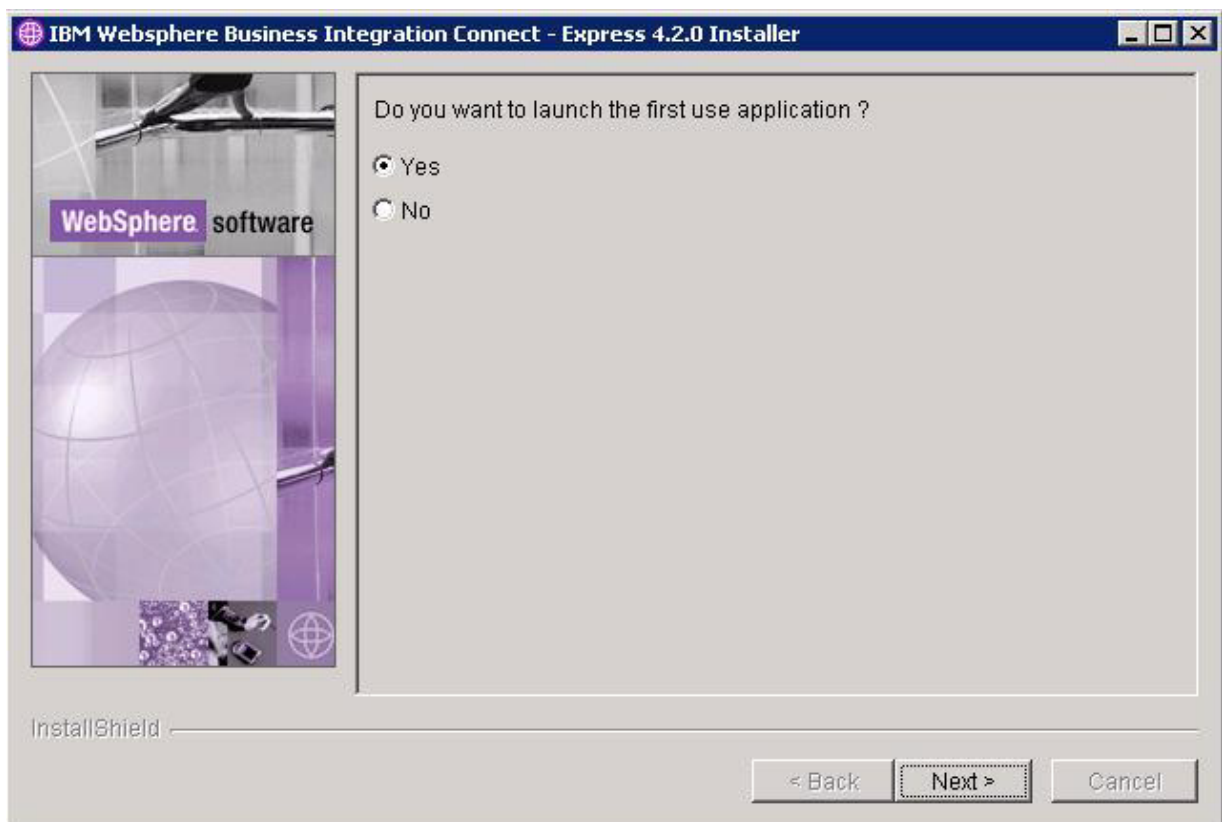 IBM Websphere Business Integration Connect - Express 4.2.0 Installer
WebSphere software
Do you want to launch the first use application ?
Yes
No
InstallShield
< Back
Next >
Cancel